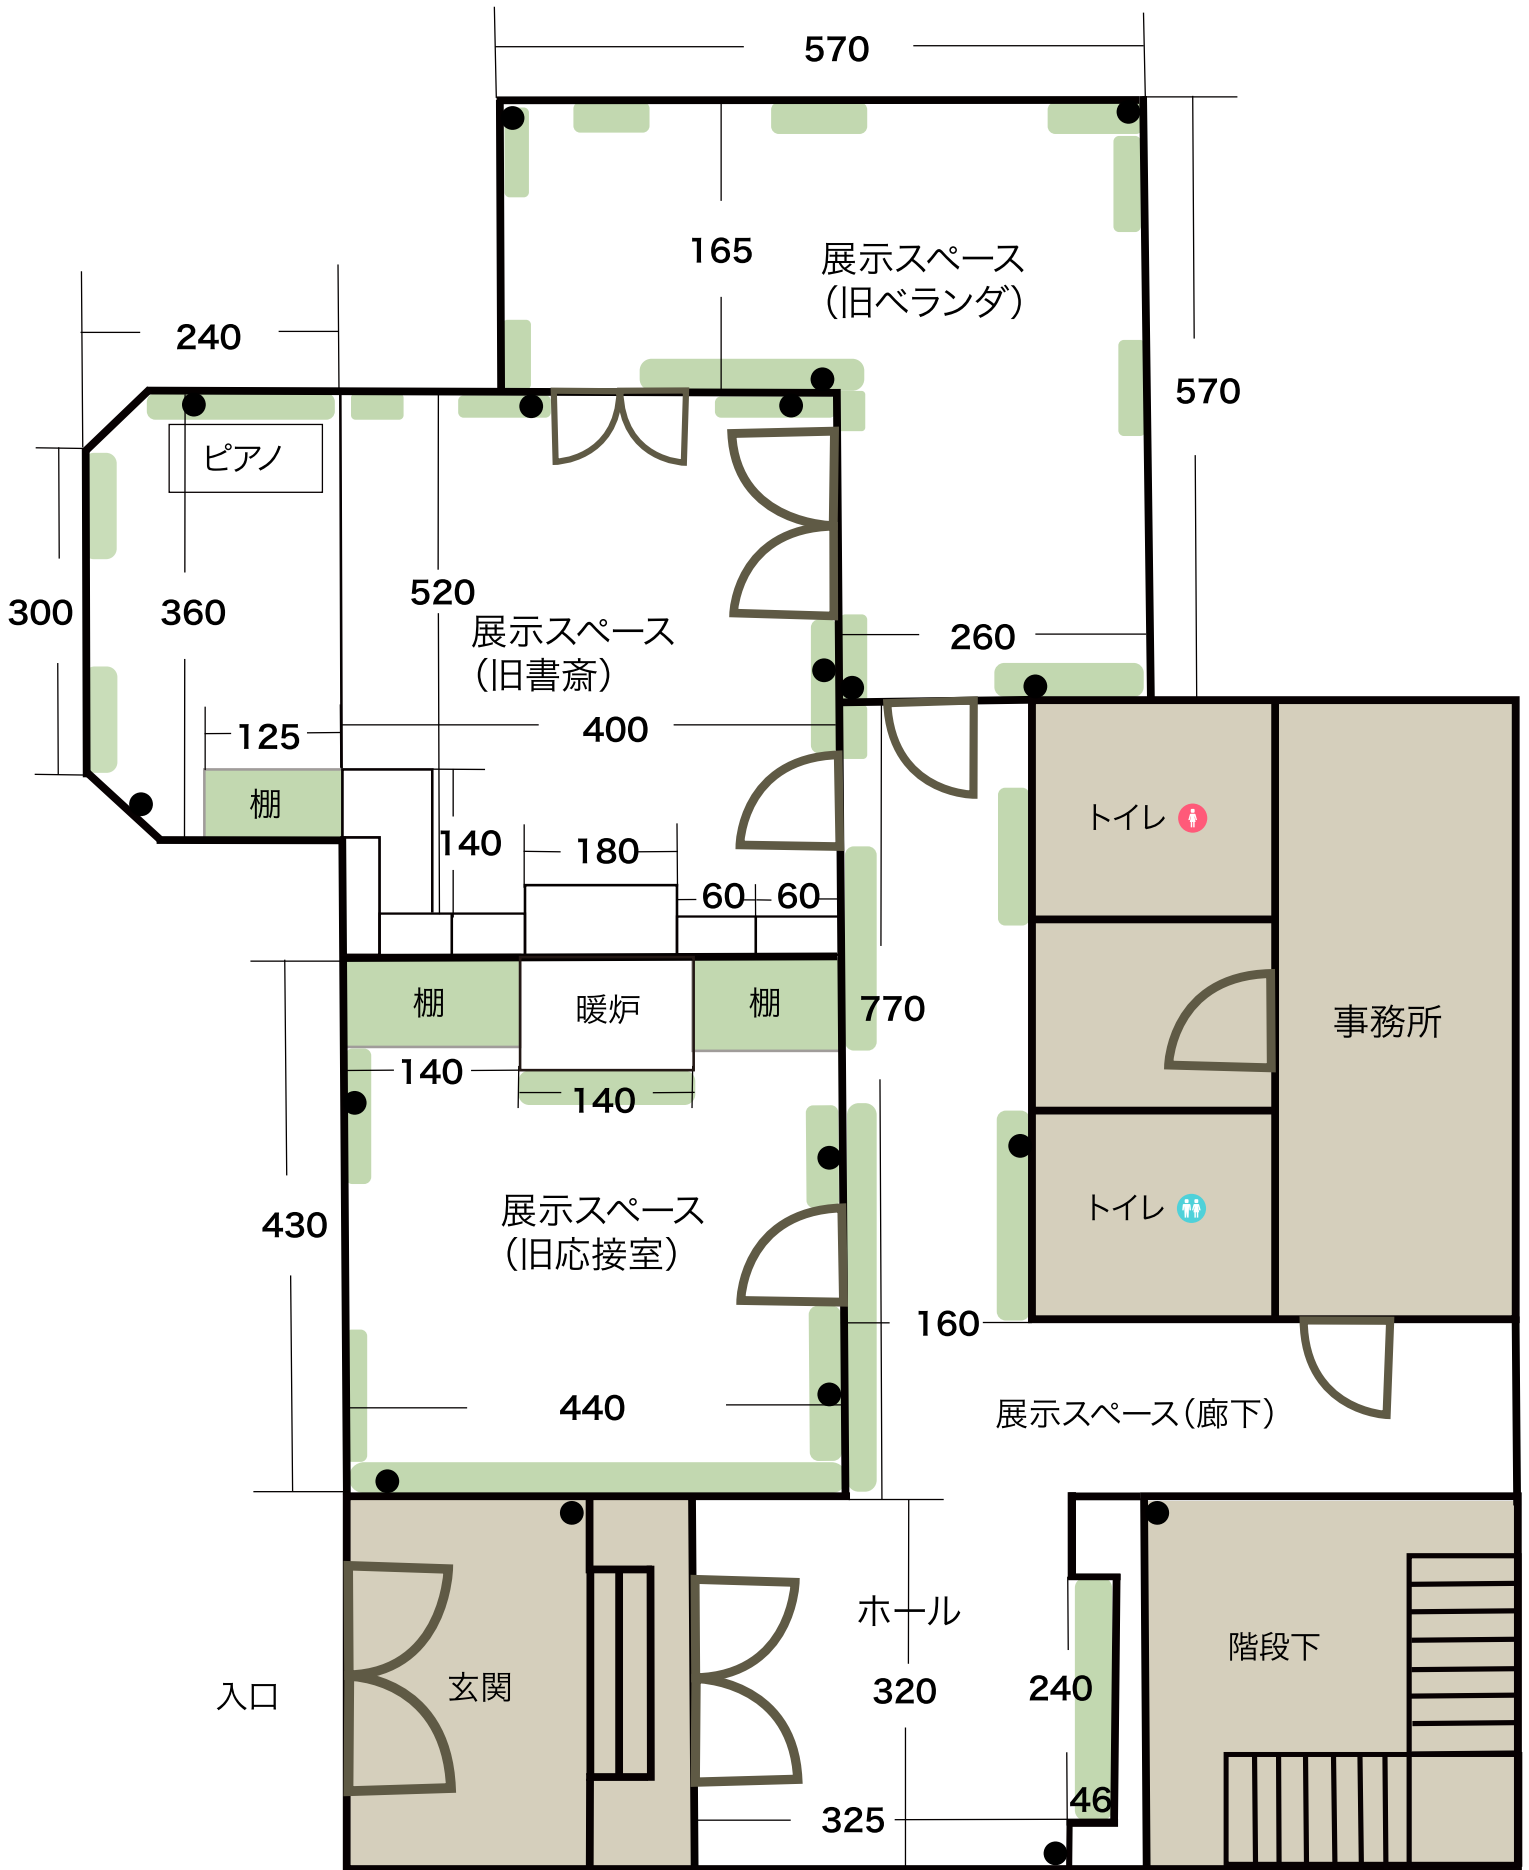 570
165
展示スペース
（旧ベランダ）
240
570
ピアノ
300
360
520
展示スペース
（旧書斎）
260
125
400
棚
140
180
60
60
トイレ
棚
暖炉
棚
770
事務所
140
140
展示スペース
（旧応接室）
430
トイレ
160
440
展示スペース（廊下）
ホール
階段下
入口
玄関
320
240
46
325